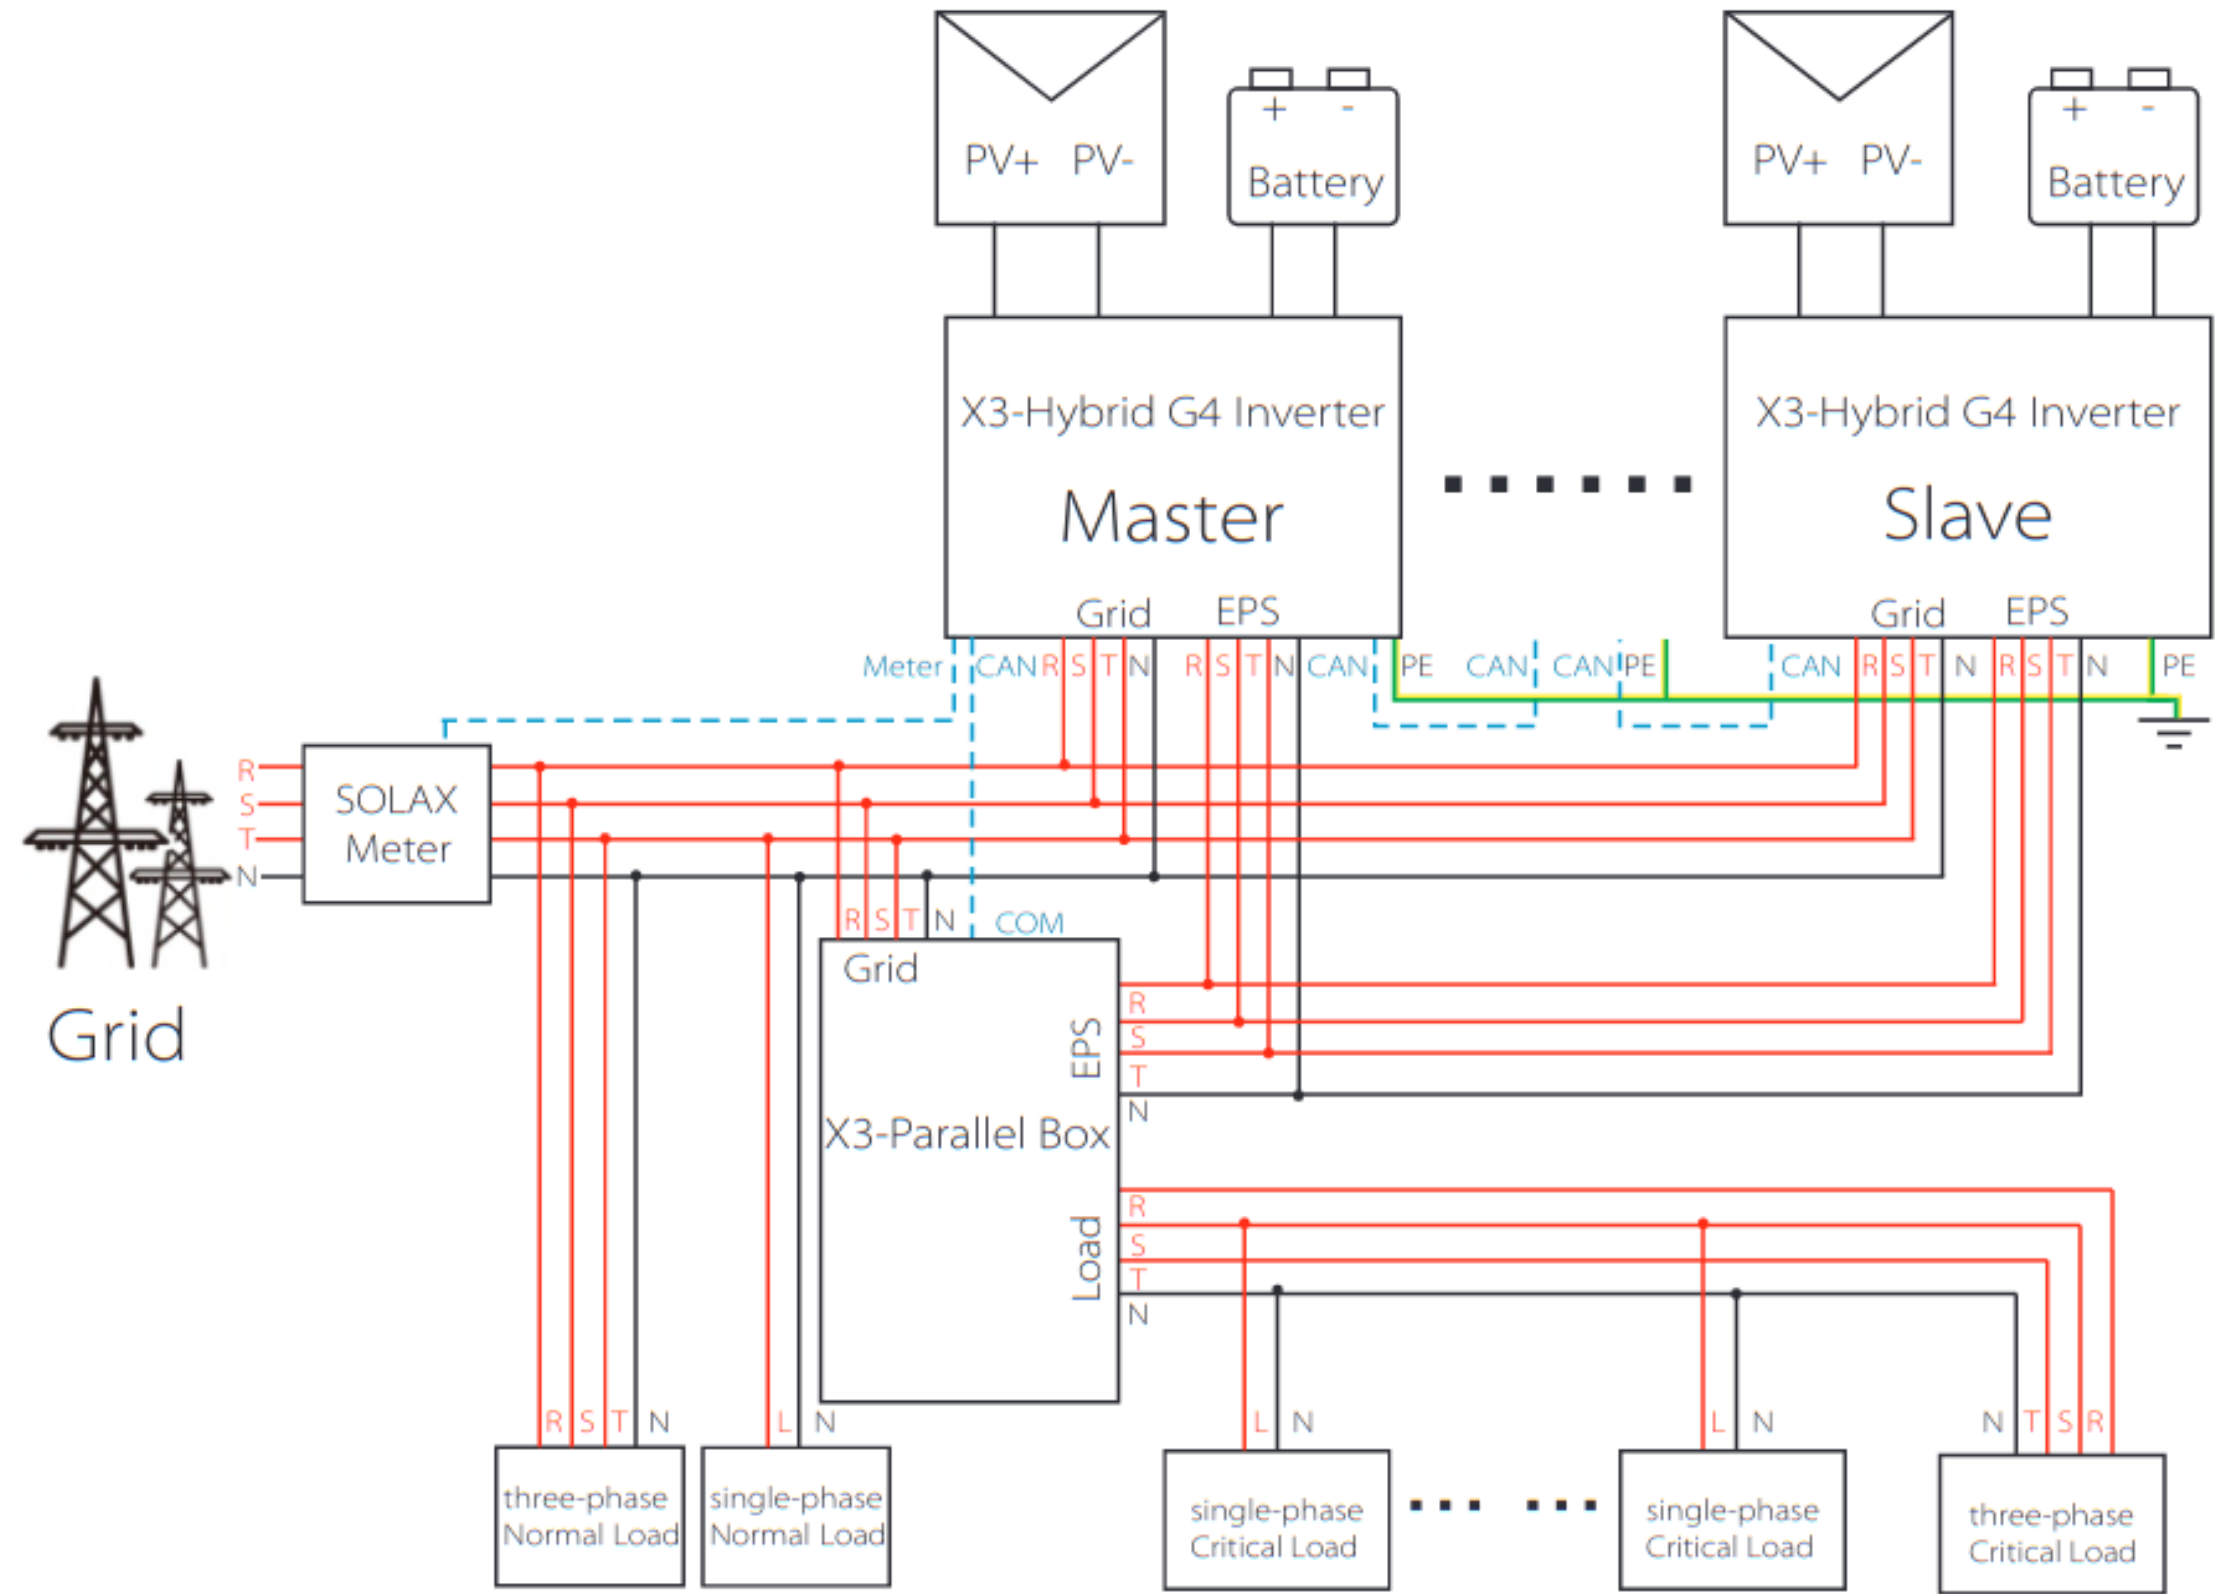 PV+ PV-
+ -
Battery
PV+ PV-
+ -
Battery
X3-Hybrid G4 Inverter
Master
Grid EPS
X3-Hybrid G4 Inverter
Slave
Grid EPS
Meter CAN R S T N R S T N CAN PE CAN CAN PE CAN R S T N R S T N PE
R
S
T
N
SOLAX
Meter
Grid
R S T N COM
Grid
EPS
R
S
T
N
X3-Parallel Box
Load
R
S
T
N
R S T N
L N
L N
L N
N T S R
three-phase
Normal Load
single-phase
Normal Load
single-phase
Critical Load
single-phase
Critical Load
three-phase
Critical Load